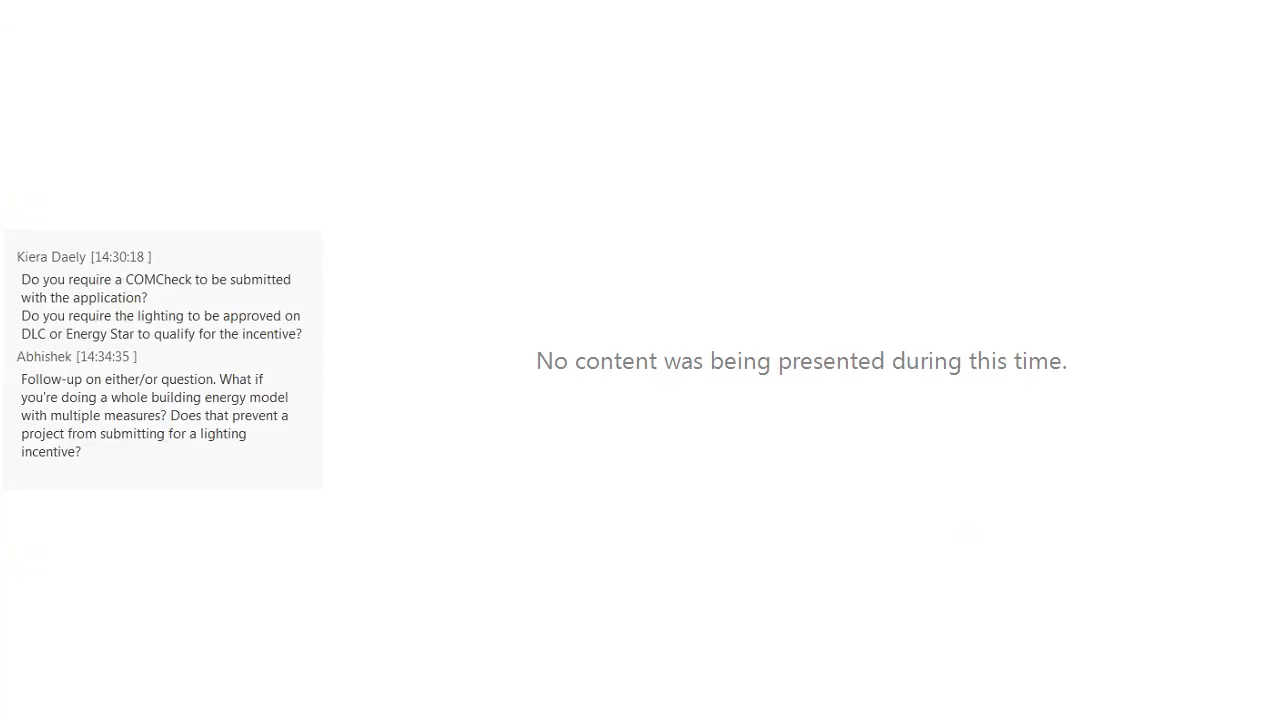 Kiera Daely [14:30:18 ]
Do you require a COMCheck to be submitted
with the application?
Do you require the lighting to be approved on
DLC or Energy Star to qualify for the incentive?
Abhishek [14:34:35 ]
Follow-up on either/or question. What if
you're doing a whole building energy model
with multiple measures? Does that prevent a
project from submitting for a lighting
incentive?
No content was being presented during this time.